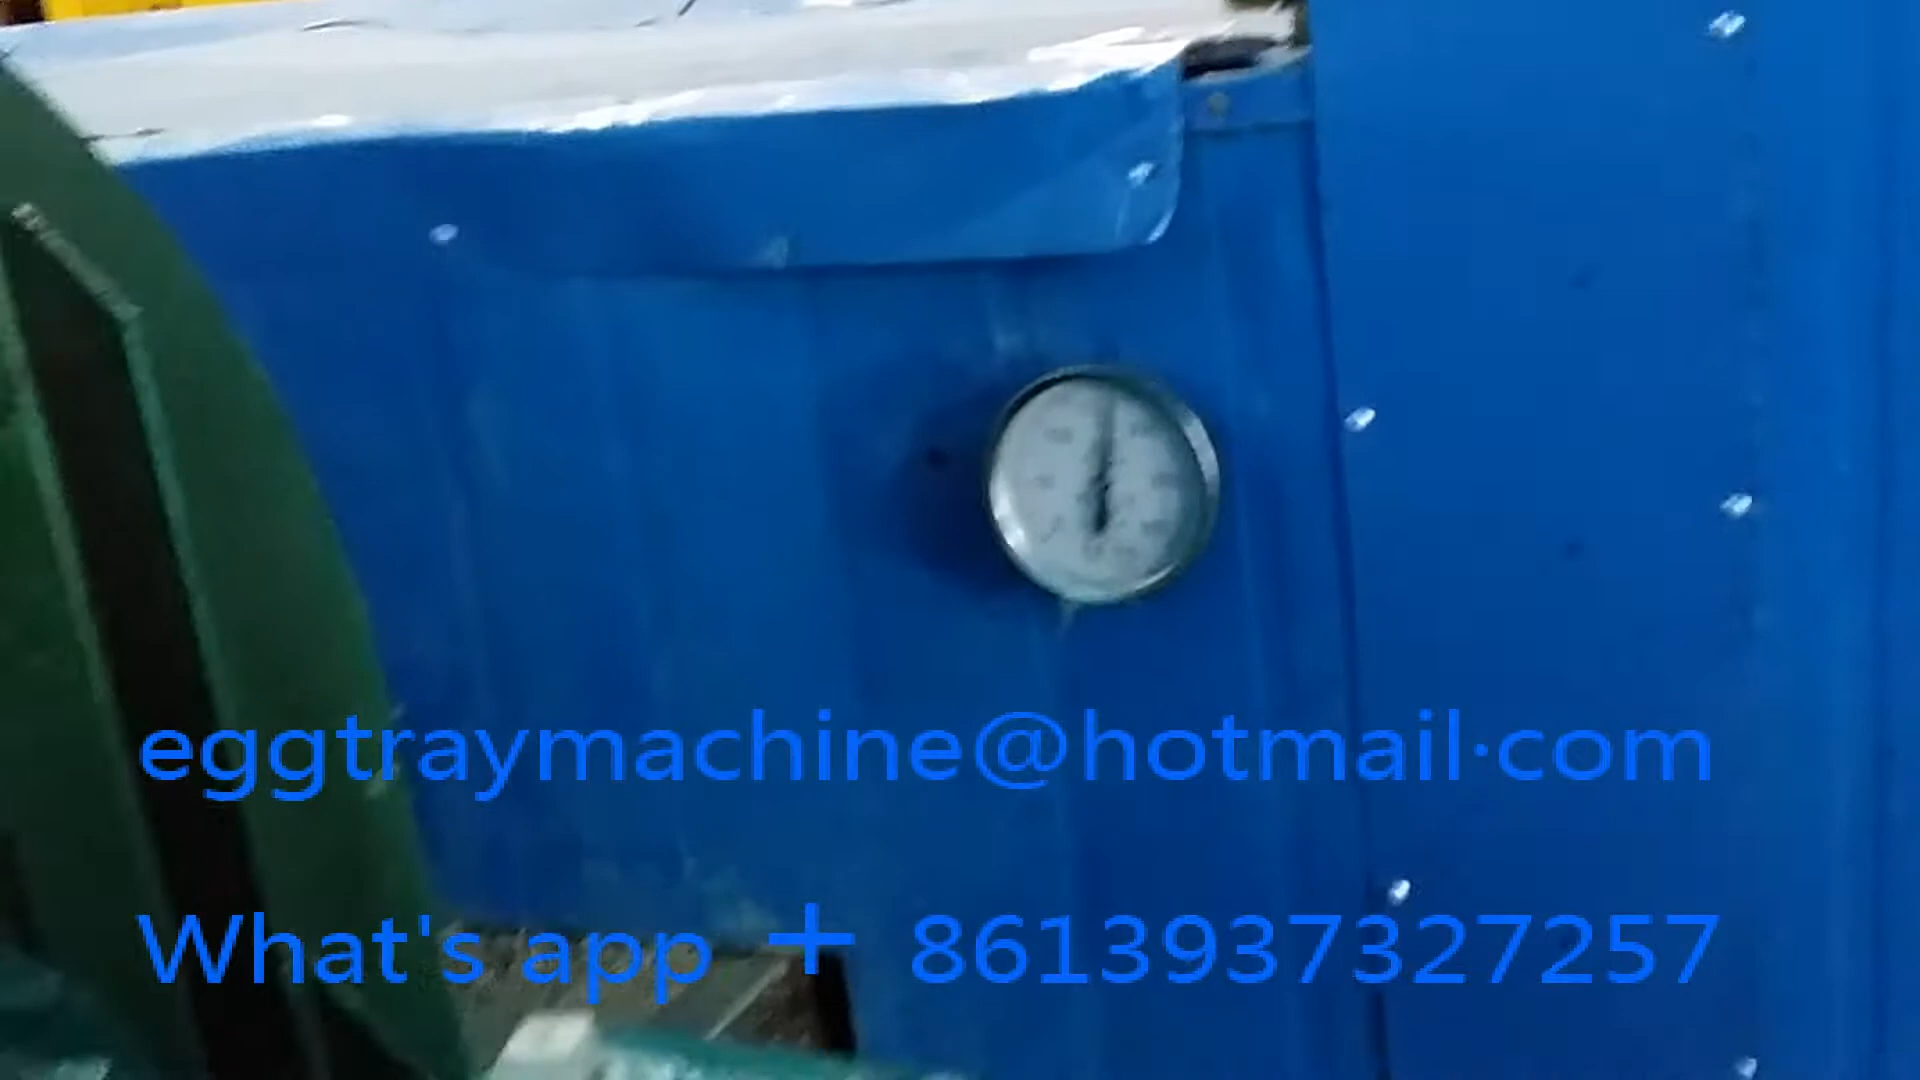 eggtraymachine@hotmail·com
What's app + 8613937327257